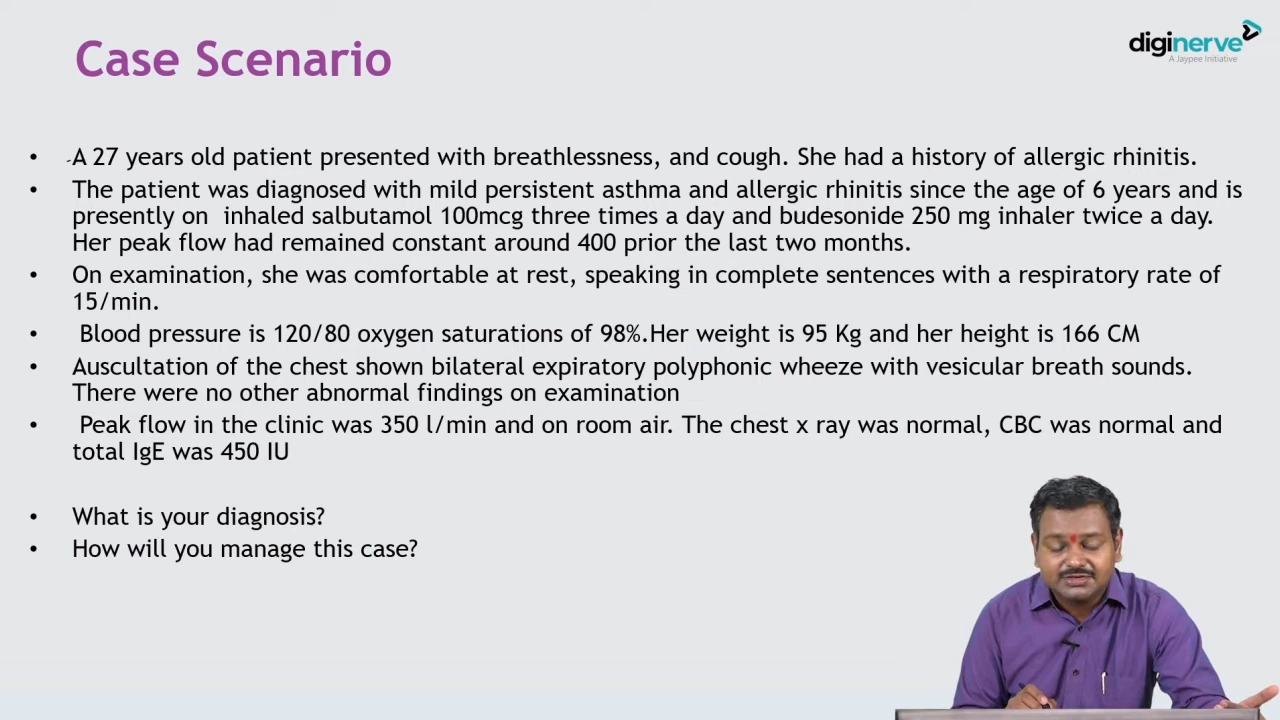 Case Scenario
diginerve
A Jaypee Initiative
• A 27 years old patient presented with breathlessness, and cough. She had a history of allergic rhinitis.
• The patient was diagnosed with mild persistent asthma and allergic rhinitis since the age of 6 years and is
presently on inhaled salbutamol 100mcg three times a day and budesonide 250 mg inhaler twice a day.
Her peak flow had remained constant around 400 prior the last two months.
• On examination, she was comfortable at rest, speaking in complete sentences with a respiratory rate of
15/min.
• Blood pressure is 120/80 oxygen saturations of 98%.Her weight is 95 Kg and her height is 166 CM
• Auscultation of the chest shown bilateral expiratory polyphonic wheeze with vesicular breath sounds.
There were no other abnormal findings on examination
• Peak flow in the clinic was 350 l/min and on room air. The chest x ray was normal, CBC was normal and
total IgE was 450 IU
• What is your diagnosis?
• How will you manage this case?